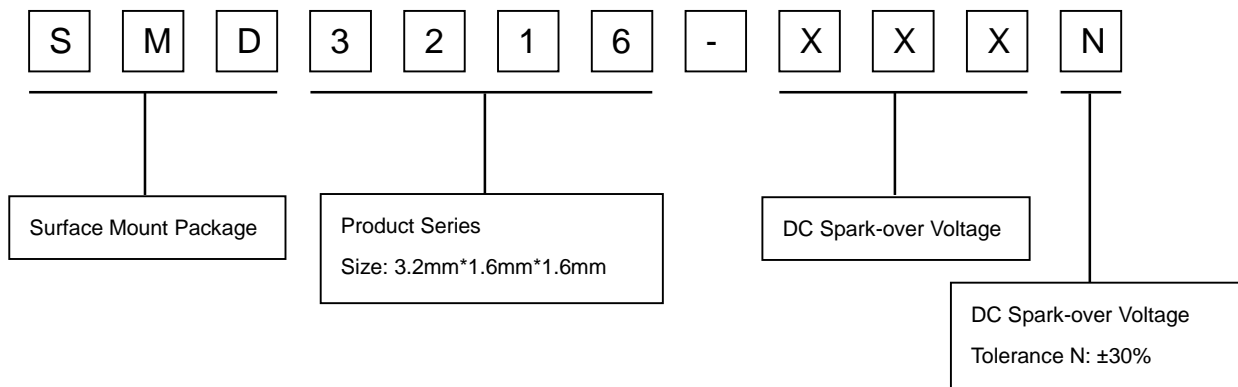 S M D 3 2 1 6 - X X X N
Surface Mount Package
Product Series
Size: 3.2mm*1.6mm*1.6mm
DC Spark-over Voltage
DC Spark-over Voltage
Tolerance N: ±30%